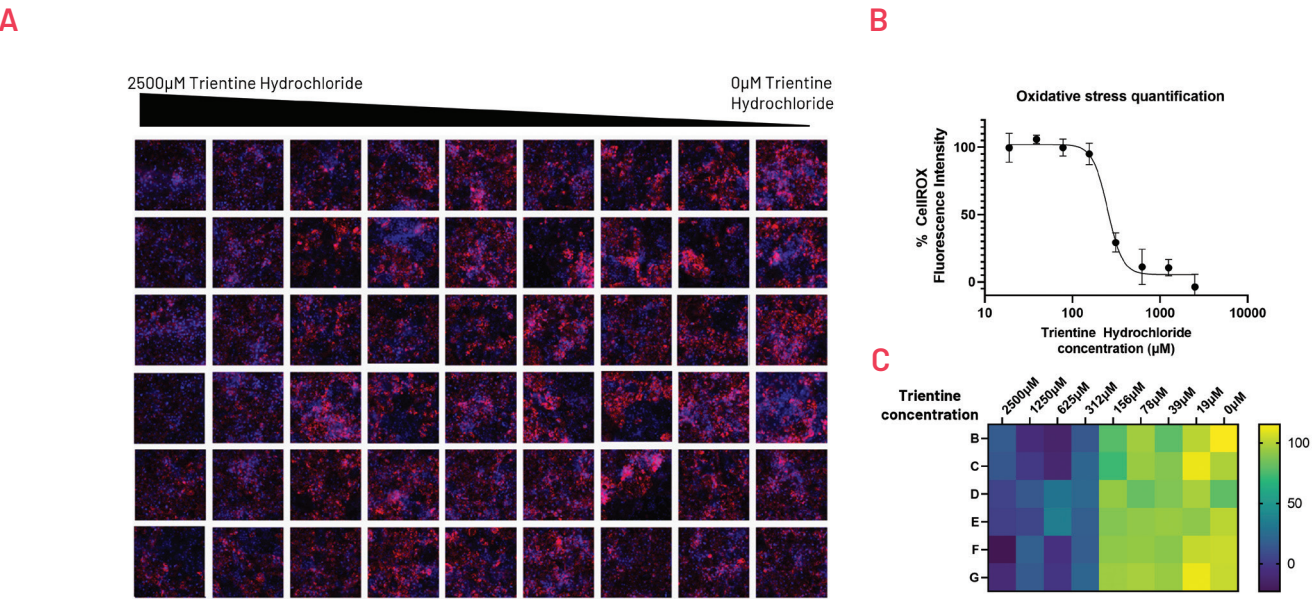 A
2500µM Trientine Hydrochloride
0µM Trientine
Hydrochloride
B
Oxidative stress quantification
% CellROX
Fluorescence Intensity
100
50
0
10
100
1000
10000
Trientine Hydrochloride
concentration (µM)
C
Trientine
concentration
2500µM
1250µM
625µM
312µM
156µM
78µM
39µM
19µM
0µM
B
C
D
E
F
G
100
50
0